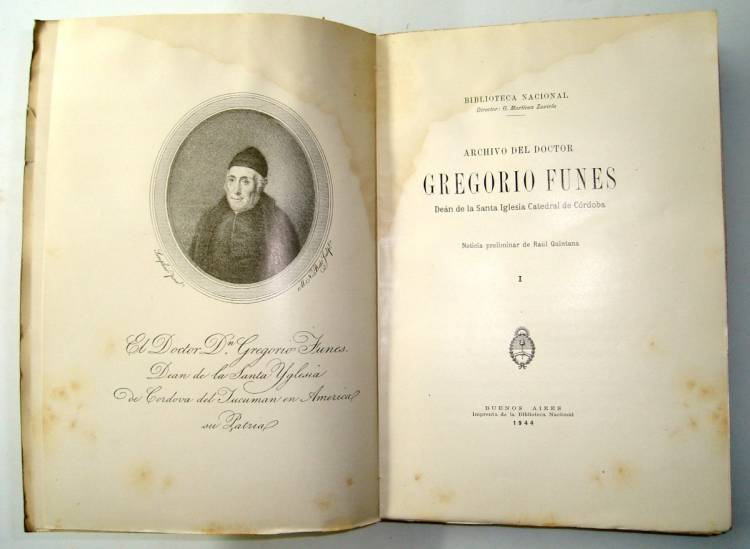 El Doctor Dn. Gregorio Funes.
Dean de la Santa Yglesia
de Cordova del Tucuman en America
su Patria
BIBLIOTECA NACIONAL
Director: G. Martínez Zuviría
ARCHIVO DEL DOCTOR
GREGORIO FUNES
Deán de la Santa Iglesia Catedral de Córdoba
Noticia preliminar de Raúl Quintana
I
BUENOS AIRES
Imprenta de la Biblioteca Nacional
1944